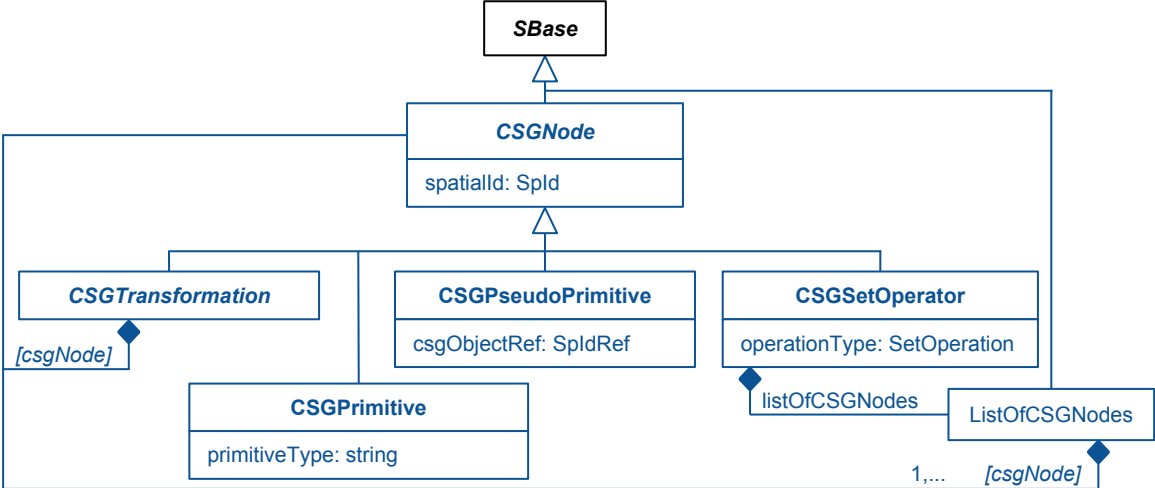 SBase
CSGNode
spatialId: SpId
CSGTransformation
CSGPseudoPrimitive
CSGSetOperator
csgObjectRef: SpIdRef
operationType: SetOperation
[csgNode]
CSGPrimitive
listOfCSGNodes
ListOfCSGNodes
primitiveType: string
1,...
[csgNode]